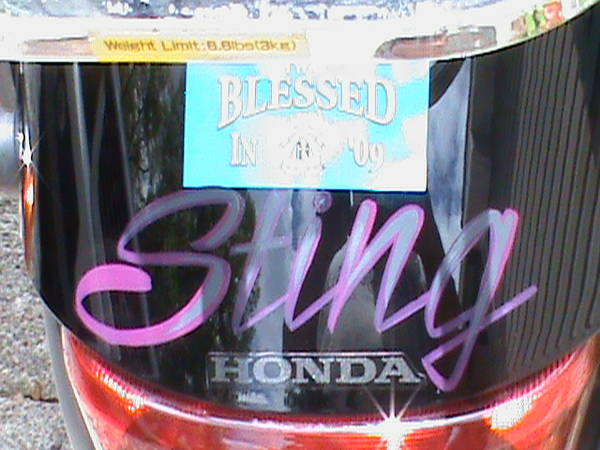 Weight Limit:6.6lbs(3kg)
BLESSED
IN '09
Sting
HONDA